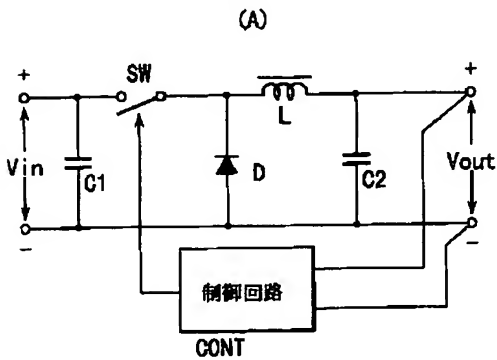 (A)
+ SW +
L
Vin C1 D C2 Vout
- -
制御回路
CONT